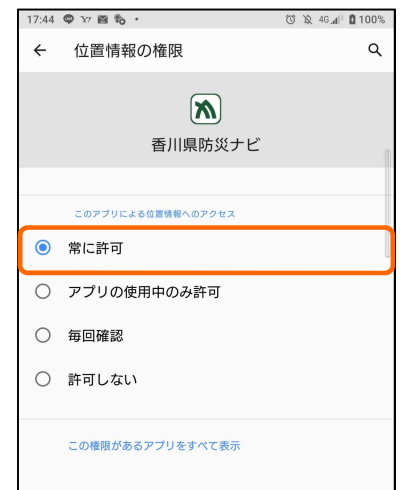 17:44 4G 100%
位置情報の権限
香川県防災ナビ
このアプリによる位置情報へのアクセス
常に許可
アプリの使用中のみ許可
毎回確認
許可しない
この権限があるアプリをすべて表示